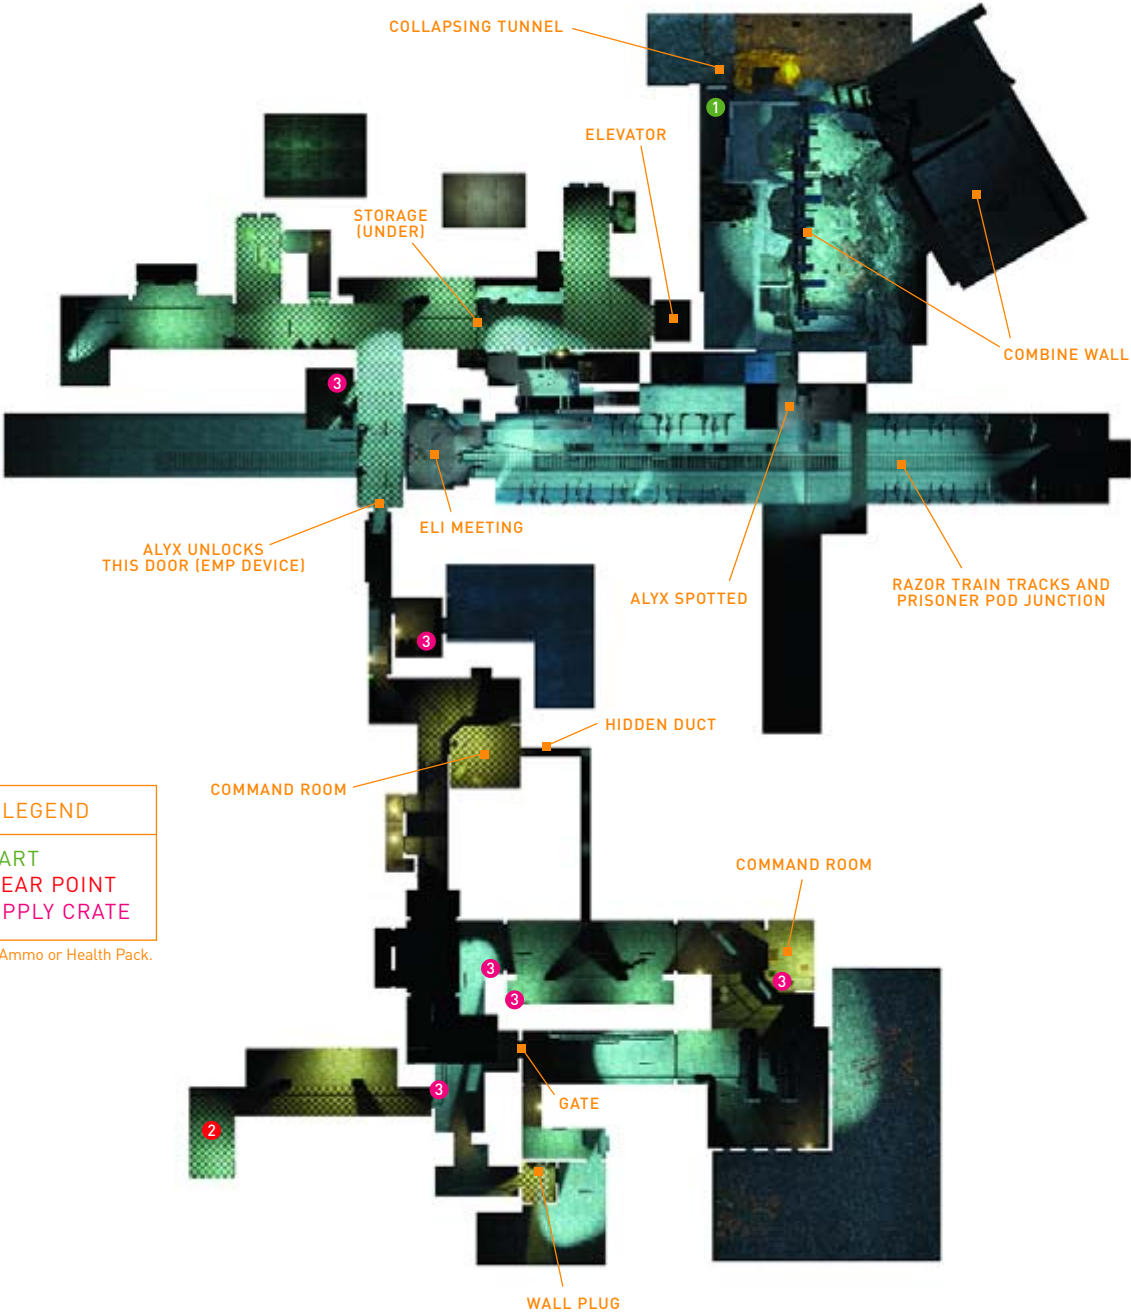 COLLAPSING TUNNEL
1
ELEVATOR
STORAGE
(UNDER)
COMBINE WALL
3
ELI MEETING
ALYX UNLOCKS
THIS DOOR (EMP DEVICE)
ALYX SPOTTED
RAZOR TRAIN TRACKS AND
PRISONER POD JUNCTION
3
HIDDEN DUCT
COMMAND ROOM
LEGEND
ART
EAR POINT
PPLY CRATE
Ammo or Health Pack.
COMMAND ROOM
3
3
3
3
GATE
2
WALL PLUG